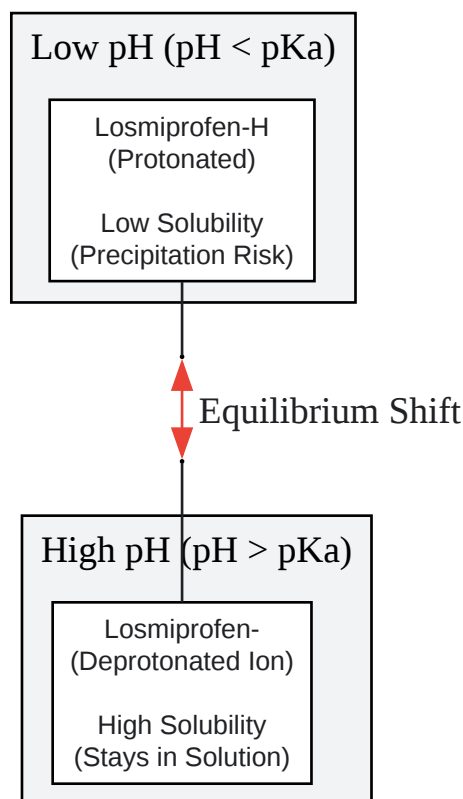 Low pH (pH < pKa)
Losmiprofen-H
(Protonated)
Low Solubility
(Precipitation Risk)
Equilibrium Shift
High pH (pH > pKa)
Losmiprofen-
(Deprotonated Ion)
High Solubility
(Stays in Solution)